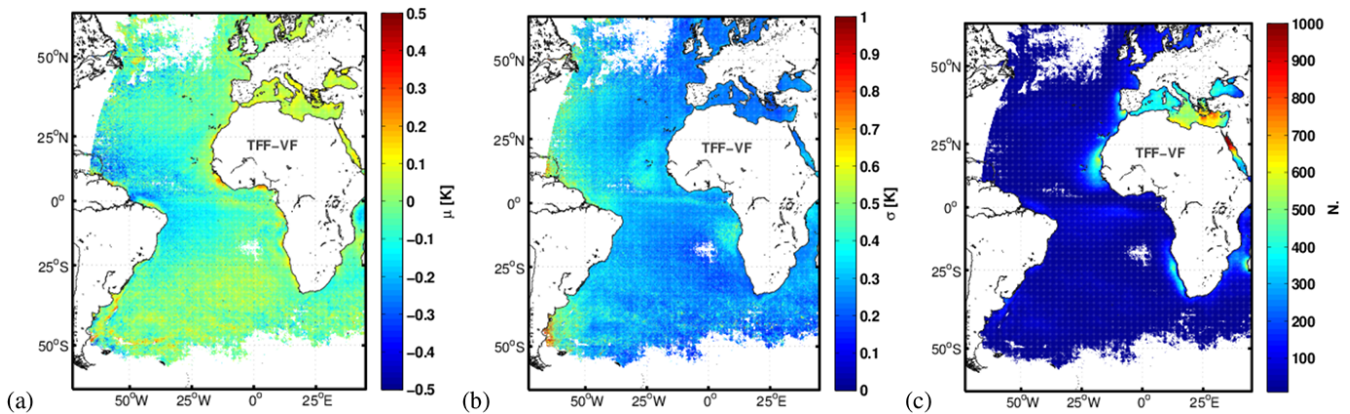 50°N
25°N
0°
25°S
50°S
50°W
25°W
0°
25°E
TFF−VF
0.5
0.4
0.3
0.2
0.1
0
−0.1
−0.2
−0.3
−0.4
−0.5
μ [K]
(a)
50°N
25°N
0°
25°S
50°S
50°W
25°W
0°
25°E
TFF−VF
1
0.9
0.8
0.7
0.6
0.5
0.4
0.3
0.2
0.1
0
σ [K]
(b)
50°N
25°N
0°
25°S
50°S
50°W
25°W
0°
25°E
TFF−VF
1000
900
800
700
600
500
400
300
200
100
N.
(c)